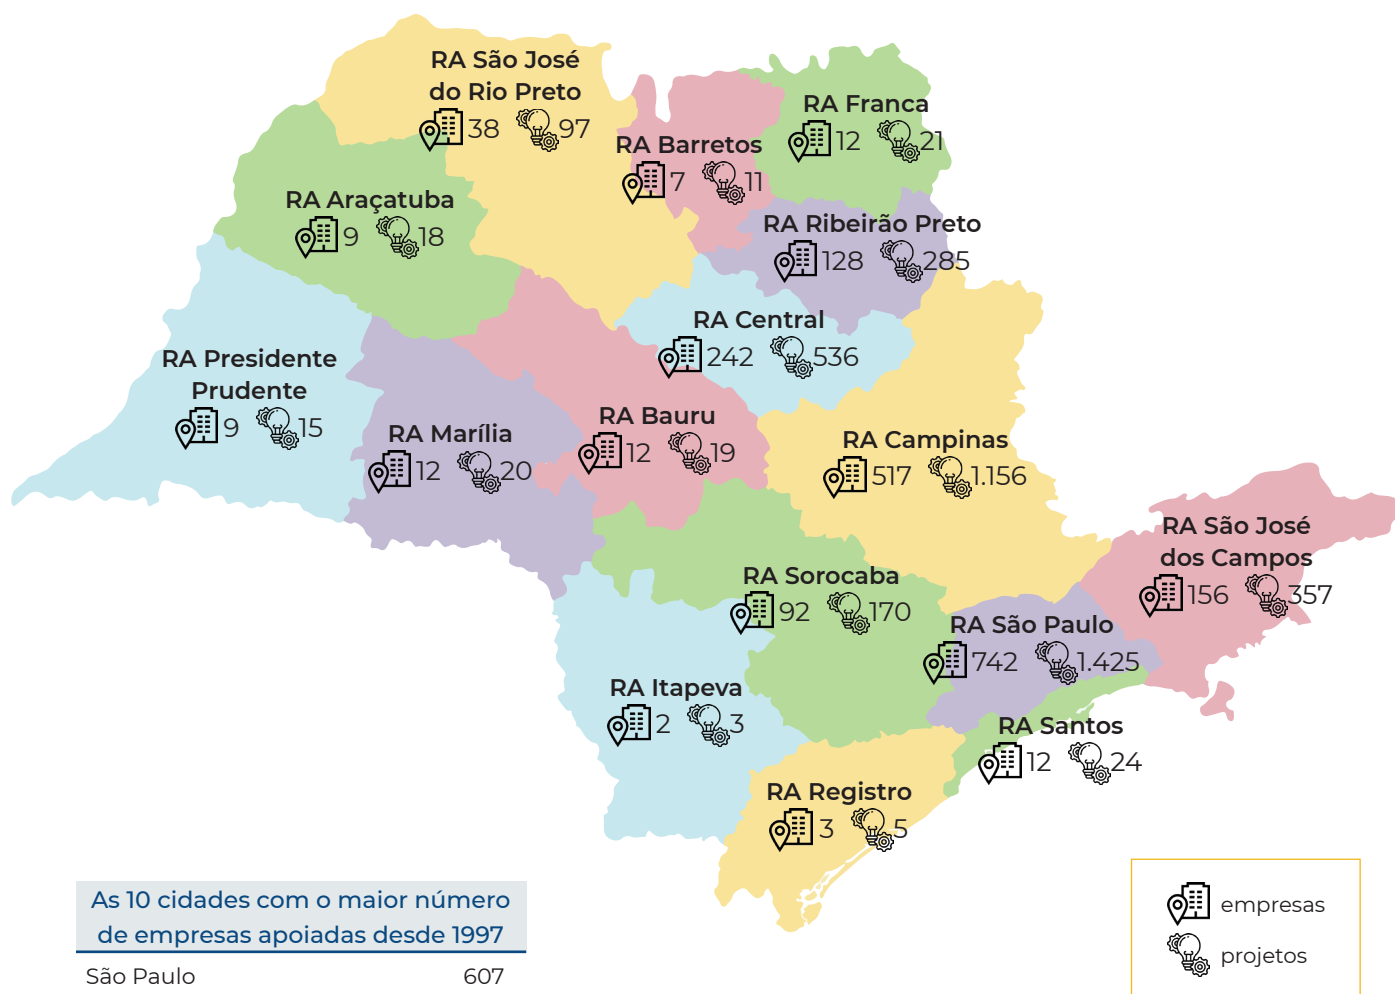 RA São José
do Rio Preto
38 97
RA Franca
12 21
RA Barretos
7 11
RA Araçatuba
9 18
RA Ribeirão Preto
128 285
RA Central
242 536
RA Presidente
Prudente
9 15
RA Bauru
12 19
RA Marília
12 20
RA Campinas
517 1.156
RA São José
dos Campos
156 357
RA Sorocaba
92 170
RA São Paulo
742 1.425
RA Itapeva
2 3
RA Santos
12 24
RA Registro
3 5
As 10 cidades com o maior número
de empresas apoiadas desde 1997
São Paulo 607
empresas
projetos